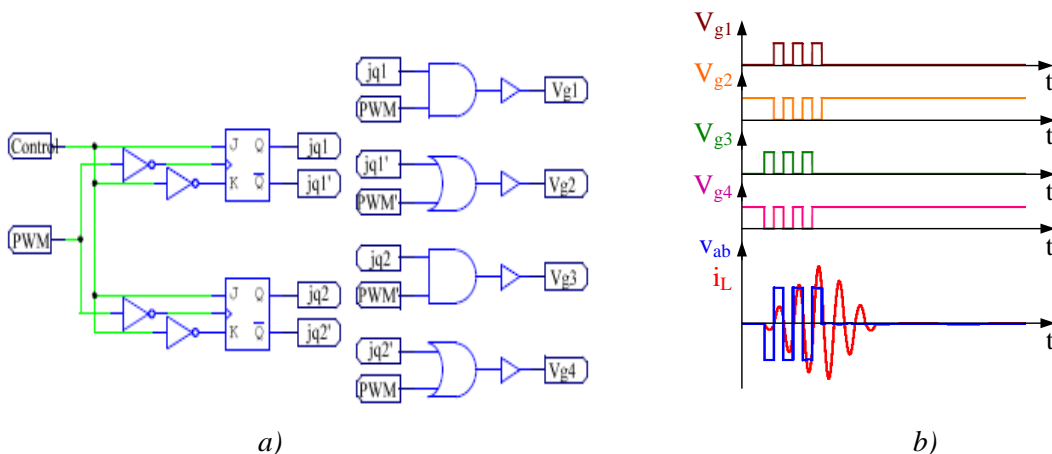 Control
PWM
J Q
K Q̅
jq1
jq1'
J Q
K Q̅
jq2
jq2'
jq1
PWM
Vg1
jq1'
PWM'
Vg2
jq2
PWM'
Vg3
jq2'
PWM
Vg4
a)
Vg1
t
Vg2
t
Vg3
t
Vg4
t
vab
iL
t
b)